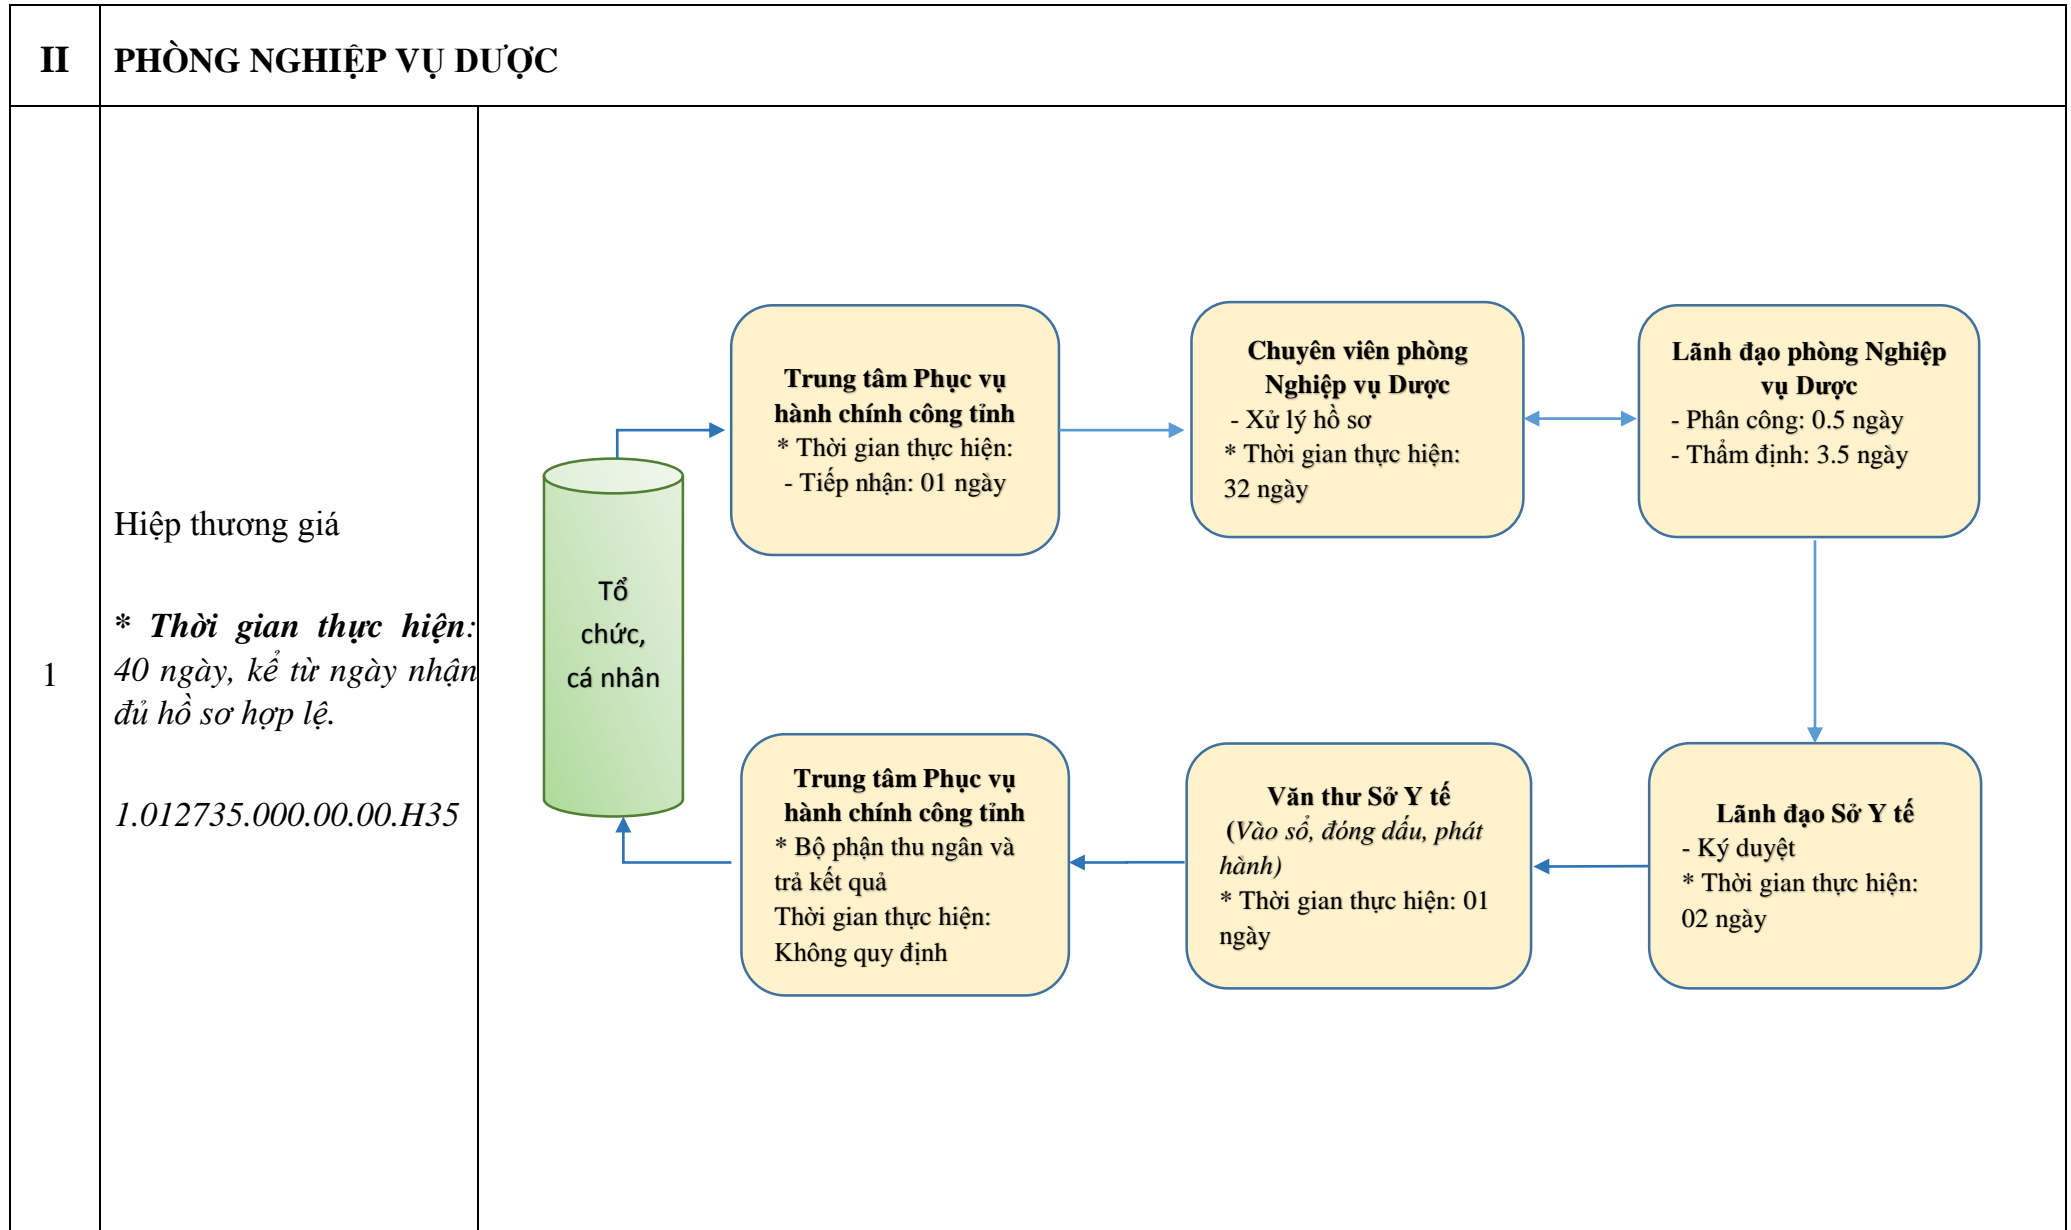 II
PHÒNG NGHIỆP VỤ DƯỢC
1
Hiệp thương giá
* Thời gian thực hiện:
40 ngày, kể từ ngày nhận
đủ hồ sơ hợp lệ.
1.012735.000.00.00.H35
Tổ
chức,
cá nhân
Trung tâm Phục vụ
hành chính công tỉnh
* Thời gian thực hiện:
- Tiếp nhận: 01 ngày
Chuyên viên phòng
Nghiệp vụ Dược
- Xử lý hồ sơ
* Thời gian thực hiện:
32 ngày
Lãnh đạo phòng Nghiệp
vụ Dược
- Phân công: 0.5 ngày
- Thẩm định: 3.5 ngày
Trung tâm Phục vụ
hành chính công tỉnh
* Bộ phận thu ngân và
trả kết quả
Thời gian thực hiện:
Không quy định
Văn thư Sở Y tế
(Vào sổ, đóng dấu, phát
hành)
* Thời gian thực hiện: 01
ngày
Lãnh đạo Sở Y tế
- Ký duyệt
* Thời gian thực hiện:
02 ngày